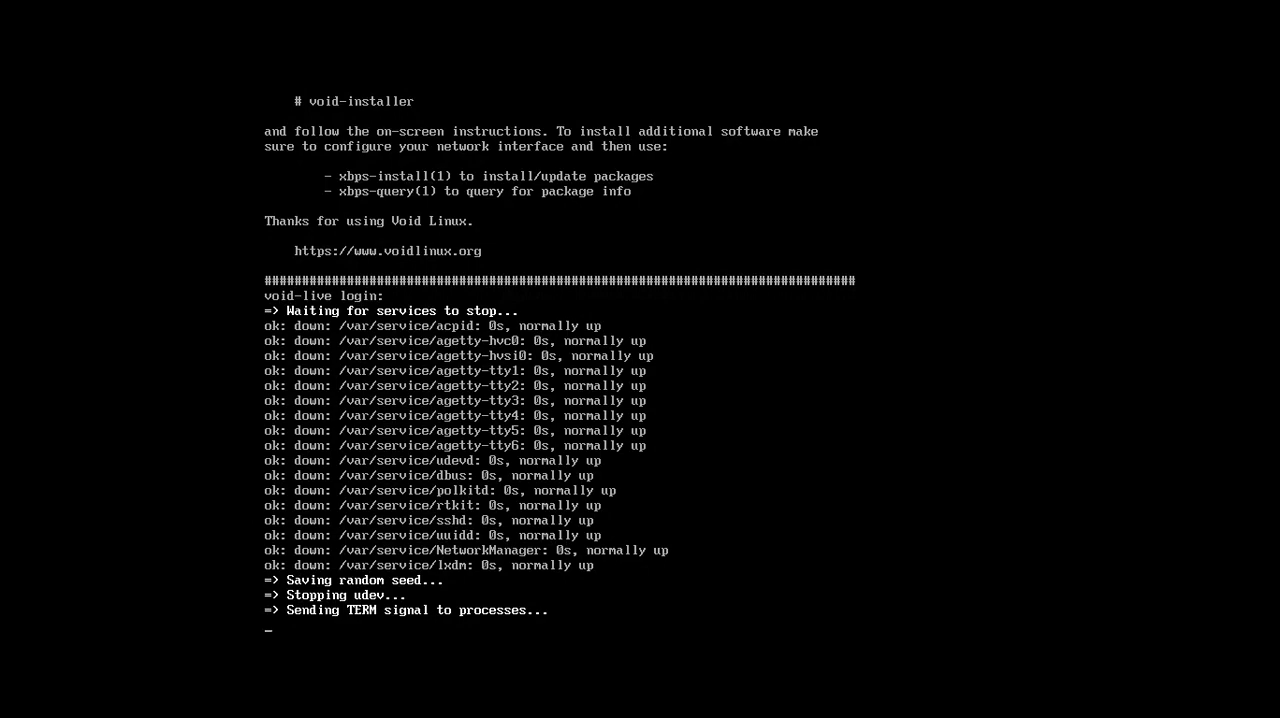 # void-installer
and follow the on-screen instructions. To install additional software make
sure to configure your network interface and then use:
- xbps-install(1) to install/update packages
- xbps-query(1) to query for package info
Thanks for using Void Linux.
https://www.voidlinux.org
###############################################################################
void-live login:
=> Waiting for services to stop...
ok: down: /var/service/acpid: 0s, normally up
ok: down: /var/service/agetty-hvc0: 0s, normally up
ok: down: /var/service/agetty-hvsi0: 0s, normally up
ok: down: /var/service/agetty-tty1: 0s, normally up
ok: down: /var/service/agetty-tty2: 0s, normally up
ok: down: /var/service/agetty-tty3: 0s, normally up
ok: down: /var/service/agetty-tty4: 0s, normally up
ok: down: /var/service/agetty-tty5: 0s, normally up
ok: down: /var/service/agetty-tty6: 0s, normally up
ok: down: /var/service/udevd: 0s, normally up
ok: down: /var/service/dbus: 0s, normally up
ok: down: /var/service/polkitd: 0s, normally up
ok: down: /var/service/rtkit: 0s, normally up
ok: down: /var/service/sshd: 0s, normally up
ok: down: /var/service/uuidd: 0s, normally up
ok: down: /var/service/NetworkManager: 0s, normally up
ok: down: /var/service/lxdm: 0s, normally up
=> Saving random seed...
=> Stopping udev...
=> Sending TERM signal to processes...